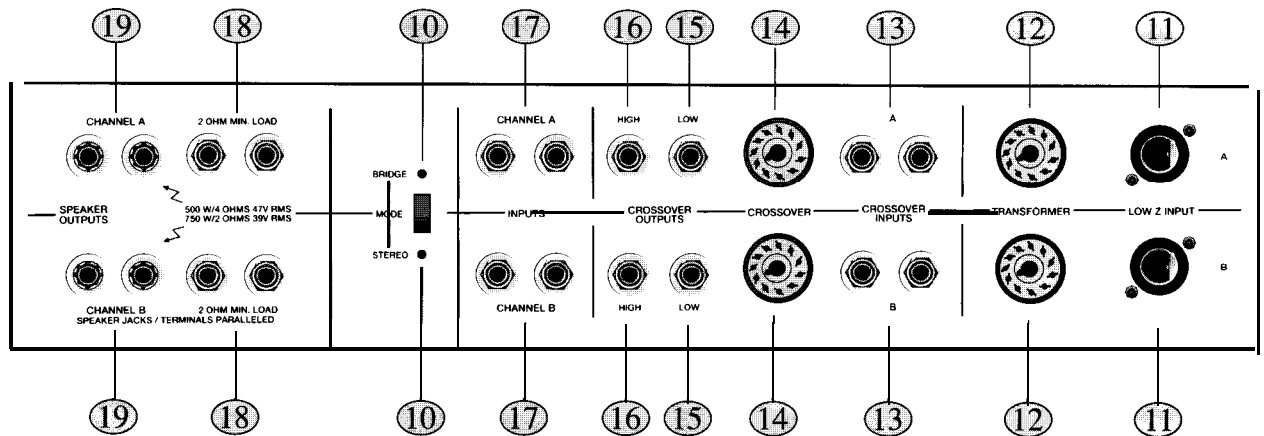 19 18 10 17 16 15 14 13 12 11
CHANNEL A 2 OHM MIN. LOAD CHANNEL A HIGH LOW A
BRIDGE A
SPEAKER OUTPUTS
500 W/4 OHMS 47V RMS
750 W/2 OHMS 39V RMS
MODE INPUTS
CROSSOVER OUTPUTS
CROSSOVER
CROSSOVER INPUTS
TRANSFORMER LOW Z INPUT
STEREO B
CHANNEL B 2 OHM MIN. LOAD CHANNEL B HIGH LOW B
SPEAKER JACKS / TERMINALS PARALLELED
19 18 10 17 16 15 14 13 12 11